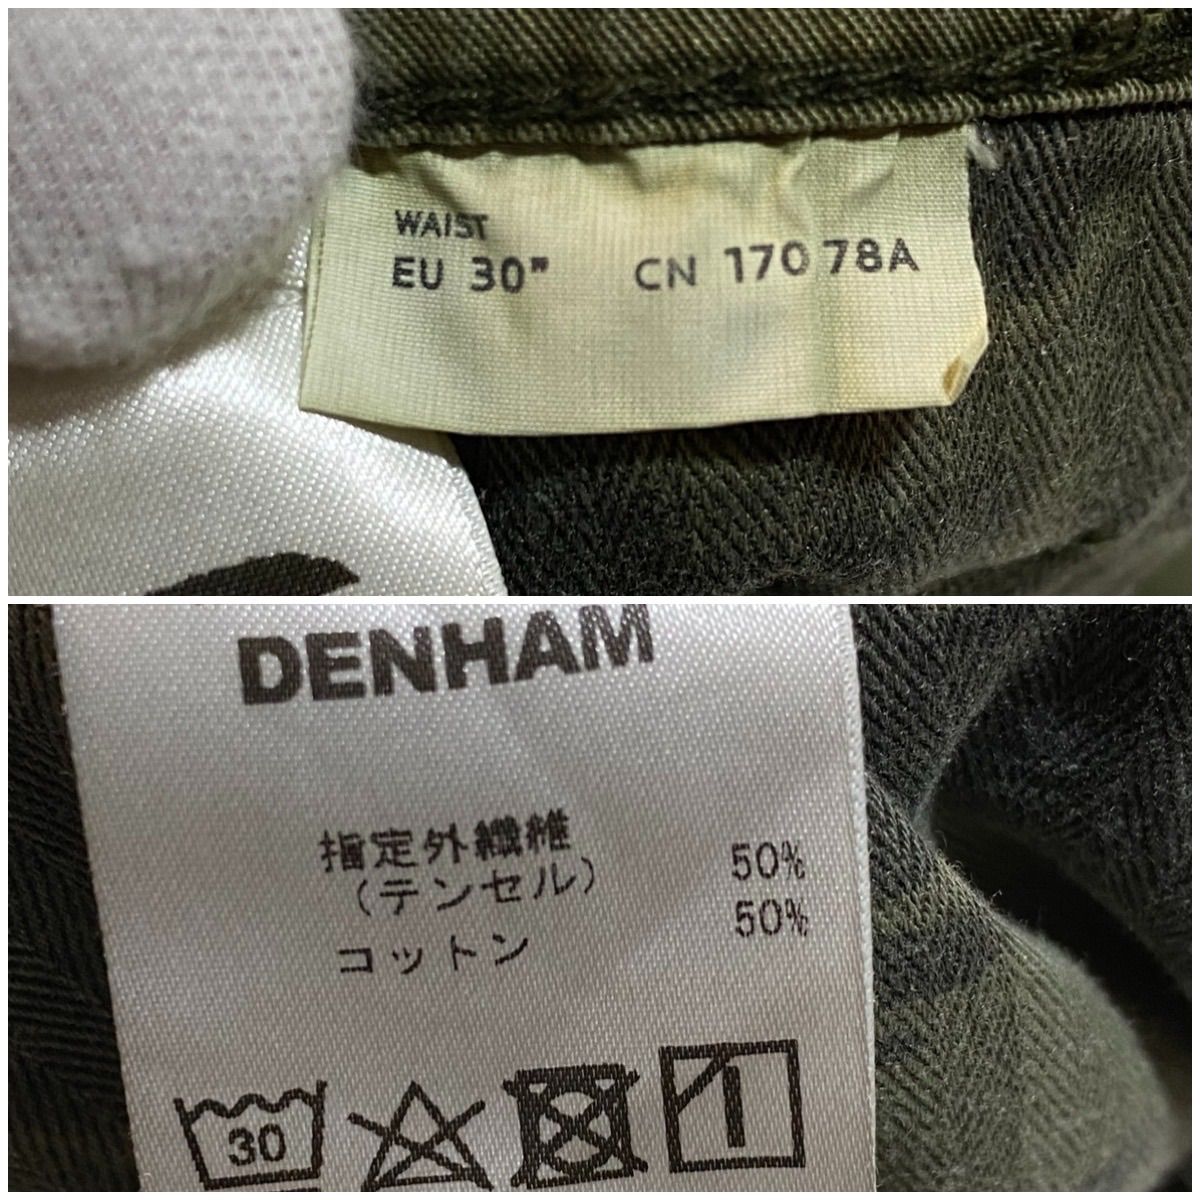 WAIST
EU 30" CN 170 78A
DENHAM
指定外繊維
(テンセル) 50%
コットン 50%
30